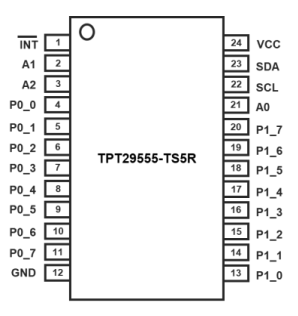 INT 1 24 VCC
A1 2 23 SDA
A2 3 22 SCL
P0_0 4 21 A0
P0_1 5 20 P1_7
P0_2 6 19 P1_6
P0_3 7 18 P1_5
TPT29555-TS5R
P0_4 8 17 P1_4
P0_5 9 16 P1_3
P0_6 10 15 P1_2
P0_7 11 14 P1_1
GND 12 13 P1_0